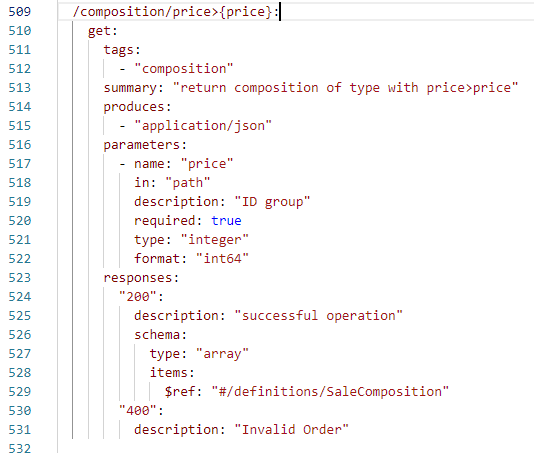 509 /composition/price>{price}:
510 get:
511 tags:
512 - "composition"
513 summary: "return composition of type with price>price"
514 produces:
515 - "application/json"
516 parameters:
517 - name: "price"
518 in: "path"
519 description: "ID group"
520 required: true
521 type: "integer"
522 format: "int64"
523 responses:
524 "200":
525 description: "successful operation"
526 schema:
527 type: "array"
528 items:
529 $ref: "#/definitions/SaleComposition"
530 "400":
531 description: "Invalid Order"
532